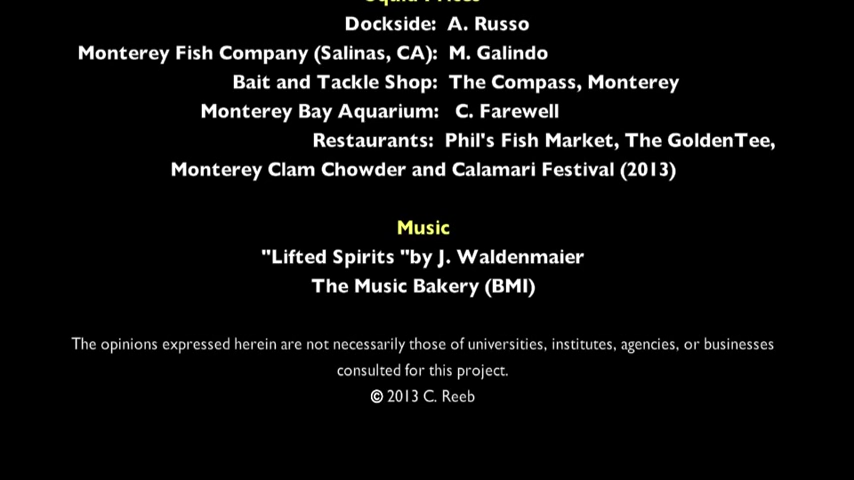 Squid Prices
Dockside: A. Russo
Monterey Fish Company (Salinas, CA): M. Galindo
Bait and Tackle Shop: The Compass, Monterey
Monterey Bay Aquarium: C. Farewell
Restaurants: Phil's Fish Market, The GoldenTee,
Monterey Clam Chowder and Calamari Festival (2013)
Music
"Lifted Spirits "by J. Waldenmaier
The Music Bakery (BMI)
The opinions expressed herein are not necessarily those of universities, institutes, agencies, or businesses
consulted for this project.
© 2013 C. Reeb